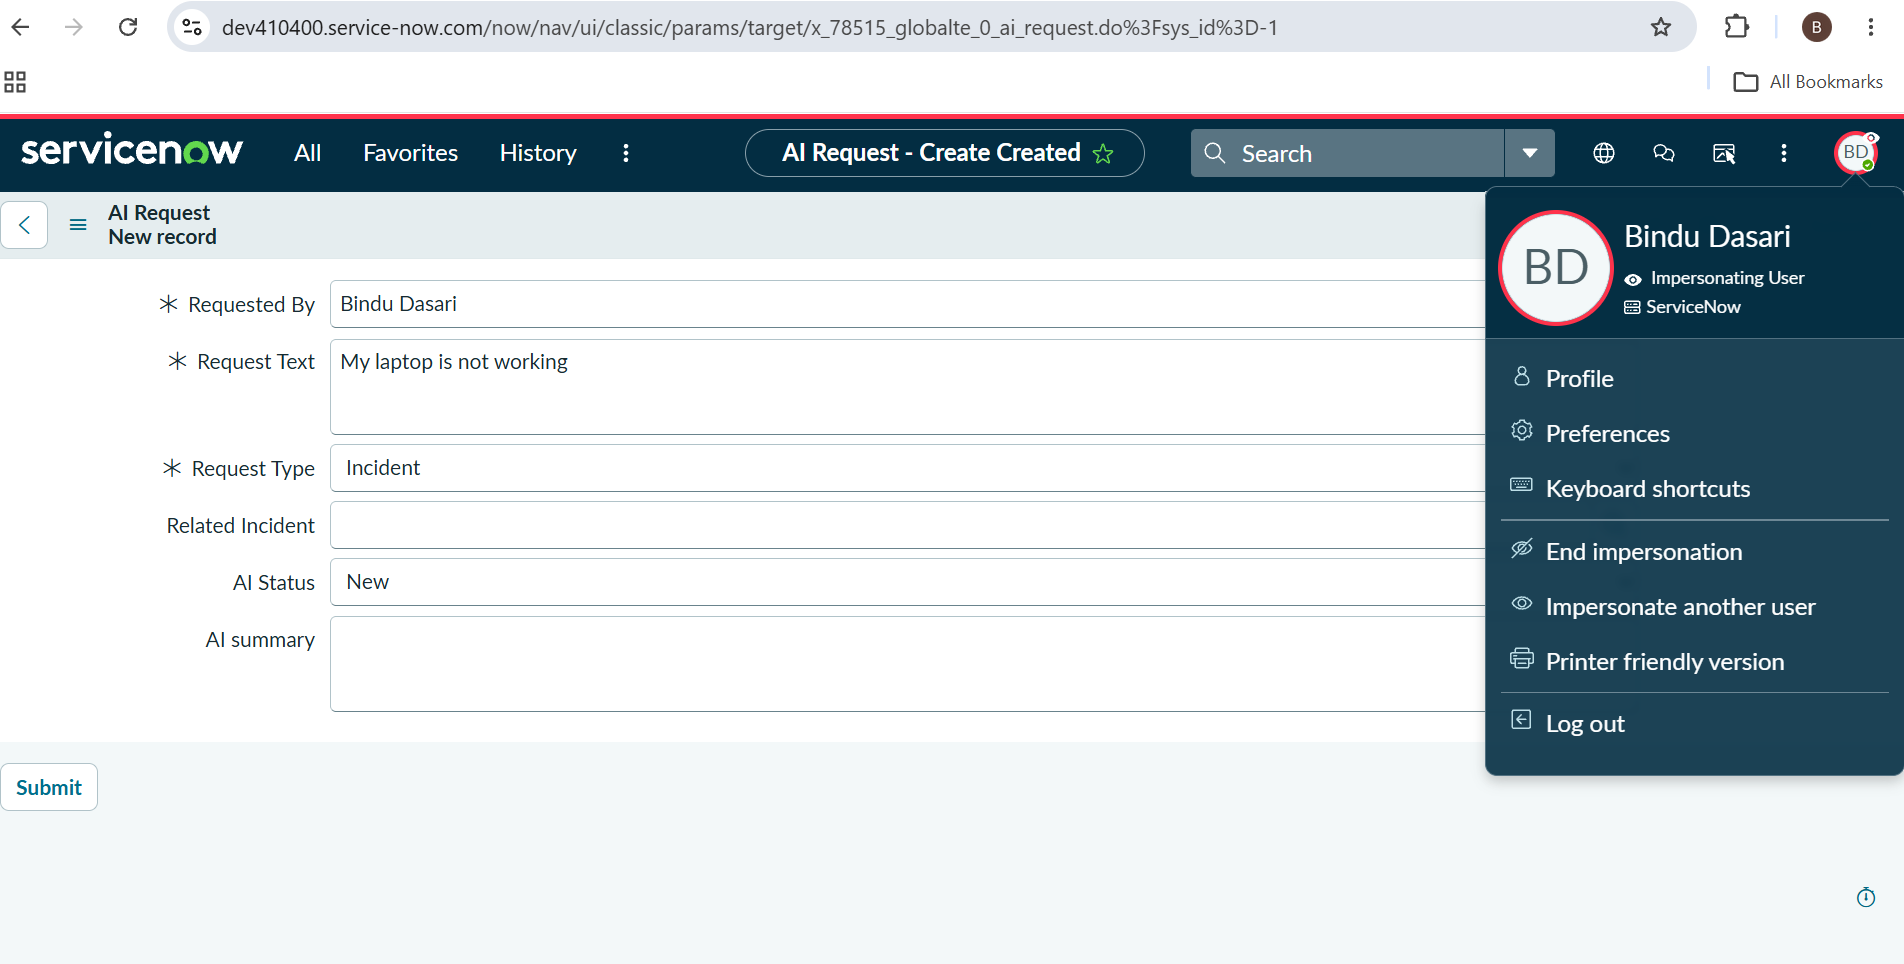 dev410400.service-now.com/now/nav/ui/classic/params/target/x_78515_globalte_0_ai_request.do%3Fsys_id%3D-1
B
All Bookmarks
servicenow
All
Favorites
History
AI Request - Create Created
Search
BD
AI Request
New record
BD
Bindu Dasari
Impersonating User
ServiceNow
Requested By
Bindu Dasari
Request Text
My laptop is not working
Request Type
Incident
Related Incident
AI Status
New
AI summary
Profile
Preferences
Keyboard shortcuts
End impersonation
Impersonate another user
Printer friendly version
Log out
Submit